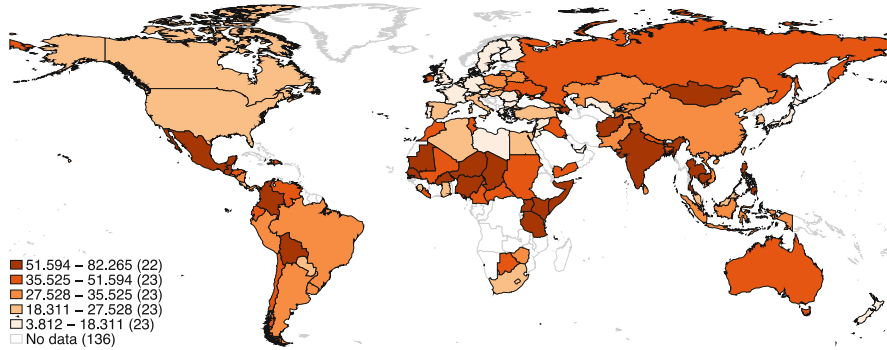 51.594 – 82.265 (22)
35.525 – 51.594 (23)
27.528 – 35.525 (23)
18.311 – 27.528 (23)
3.812 – 18.311 (23)
No data (136)